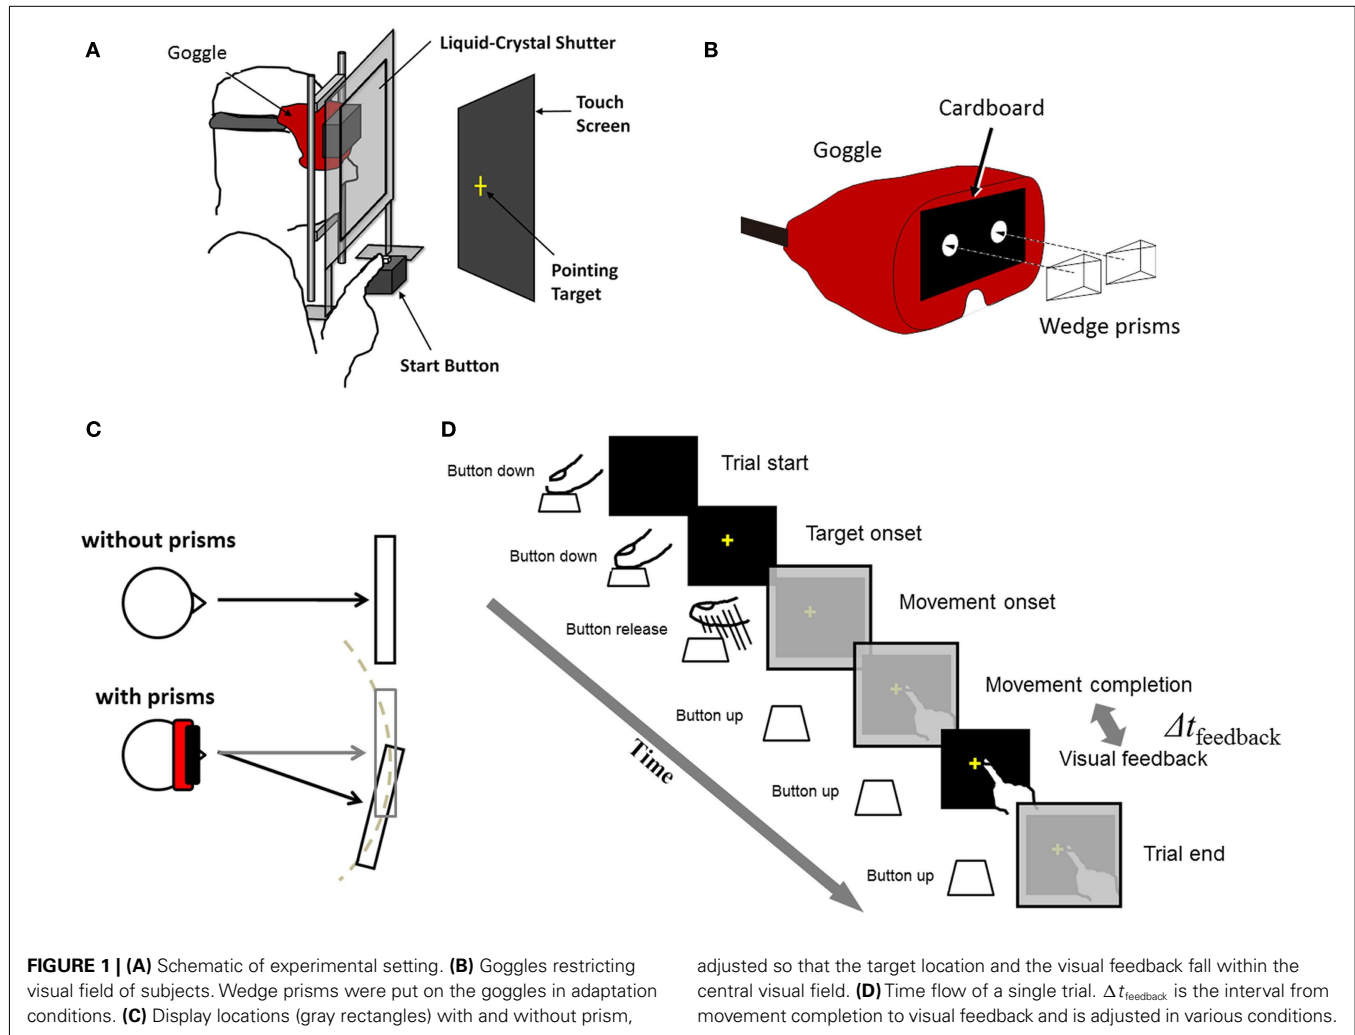 A
Goggle
Liquid-Crystal Shutter
Touch
Screen
Pointing
Target
Start Button
B
Cardboard
Goggle
Wedge prisms
C
without prisms
with prisms
D
Button down
Trial start
Button down
Target onset
Button release
Movement onset
Button up
Movement completion
Δt feedback
Visual feedback
Button up
Button up
Trial end
Time
FIGURE 1 | (A) Schematic of experimental setting. (B) Goggles restricting
visual field of subjects. Wedge prisms were put on the goggles in adaptation
conditions. (C) Display locations (gray rectangles) with and without prism,
adjusted so that the target location and the visual feedback fall within the
central visual field. (D) Time flow of a single trial. Δt feedback is the interval from
movement completion to visual feedback and is adjusted in various conditions.